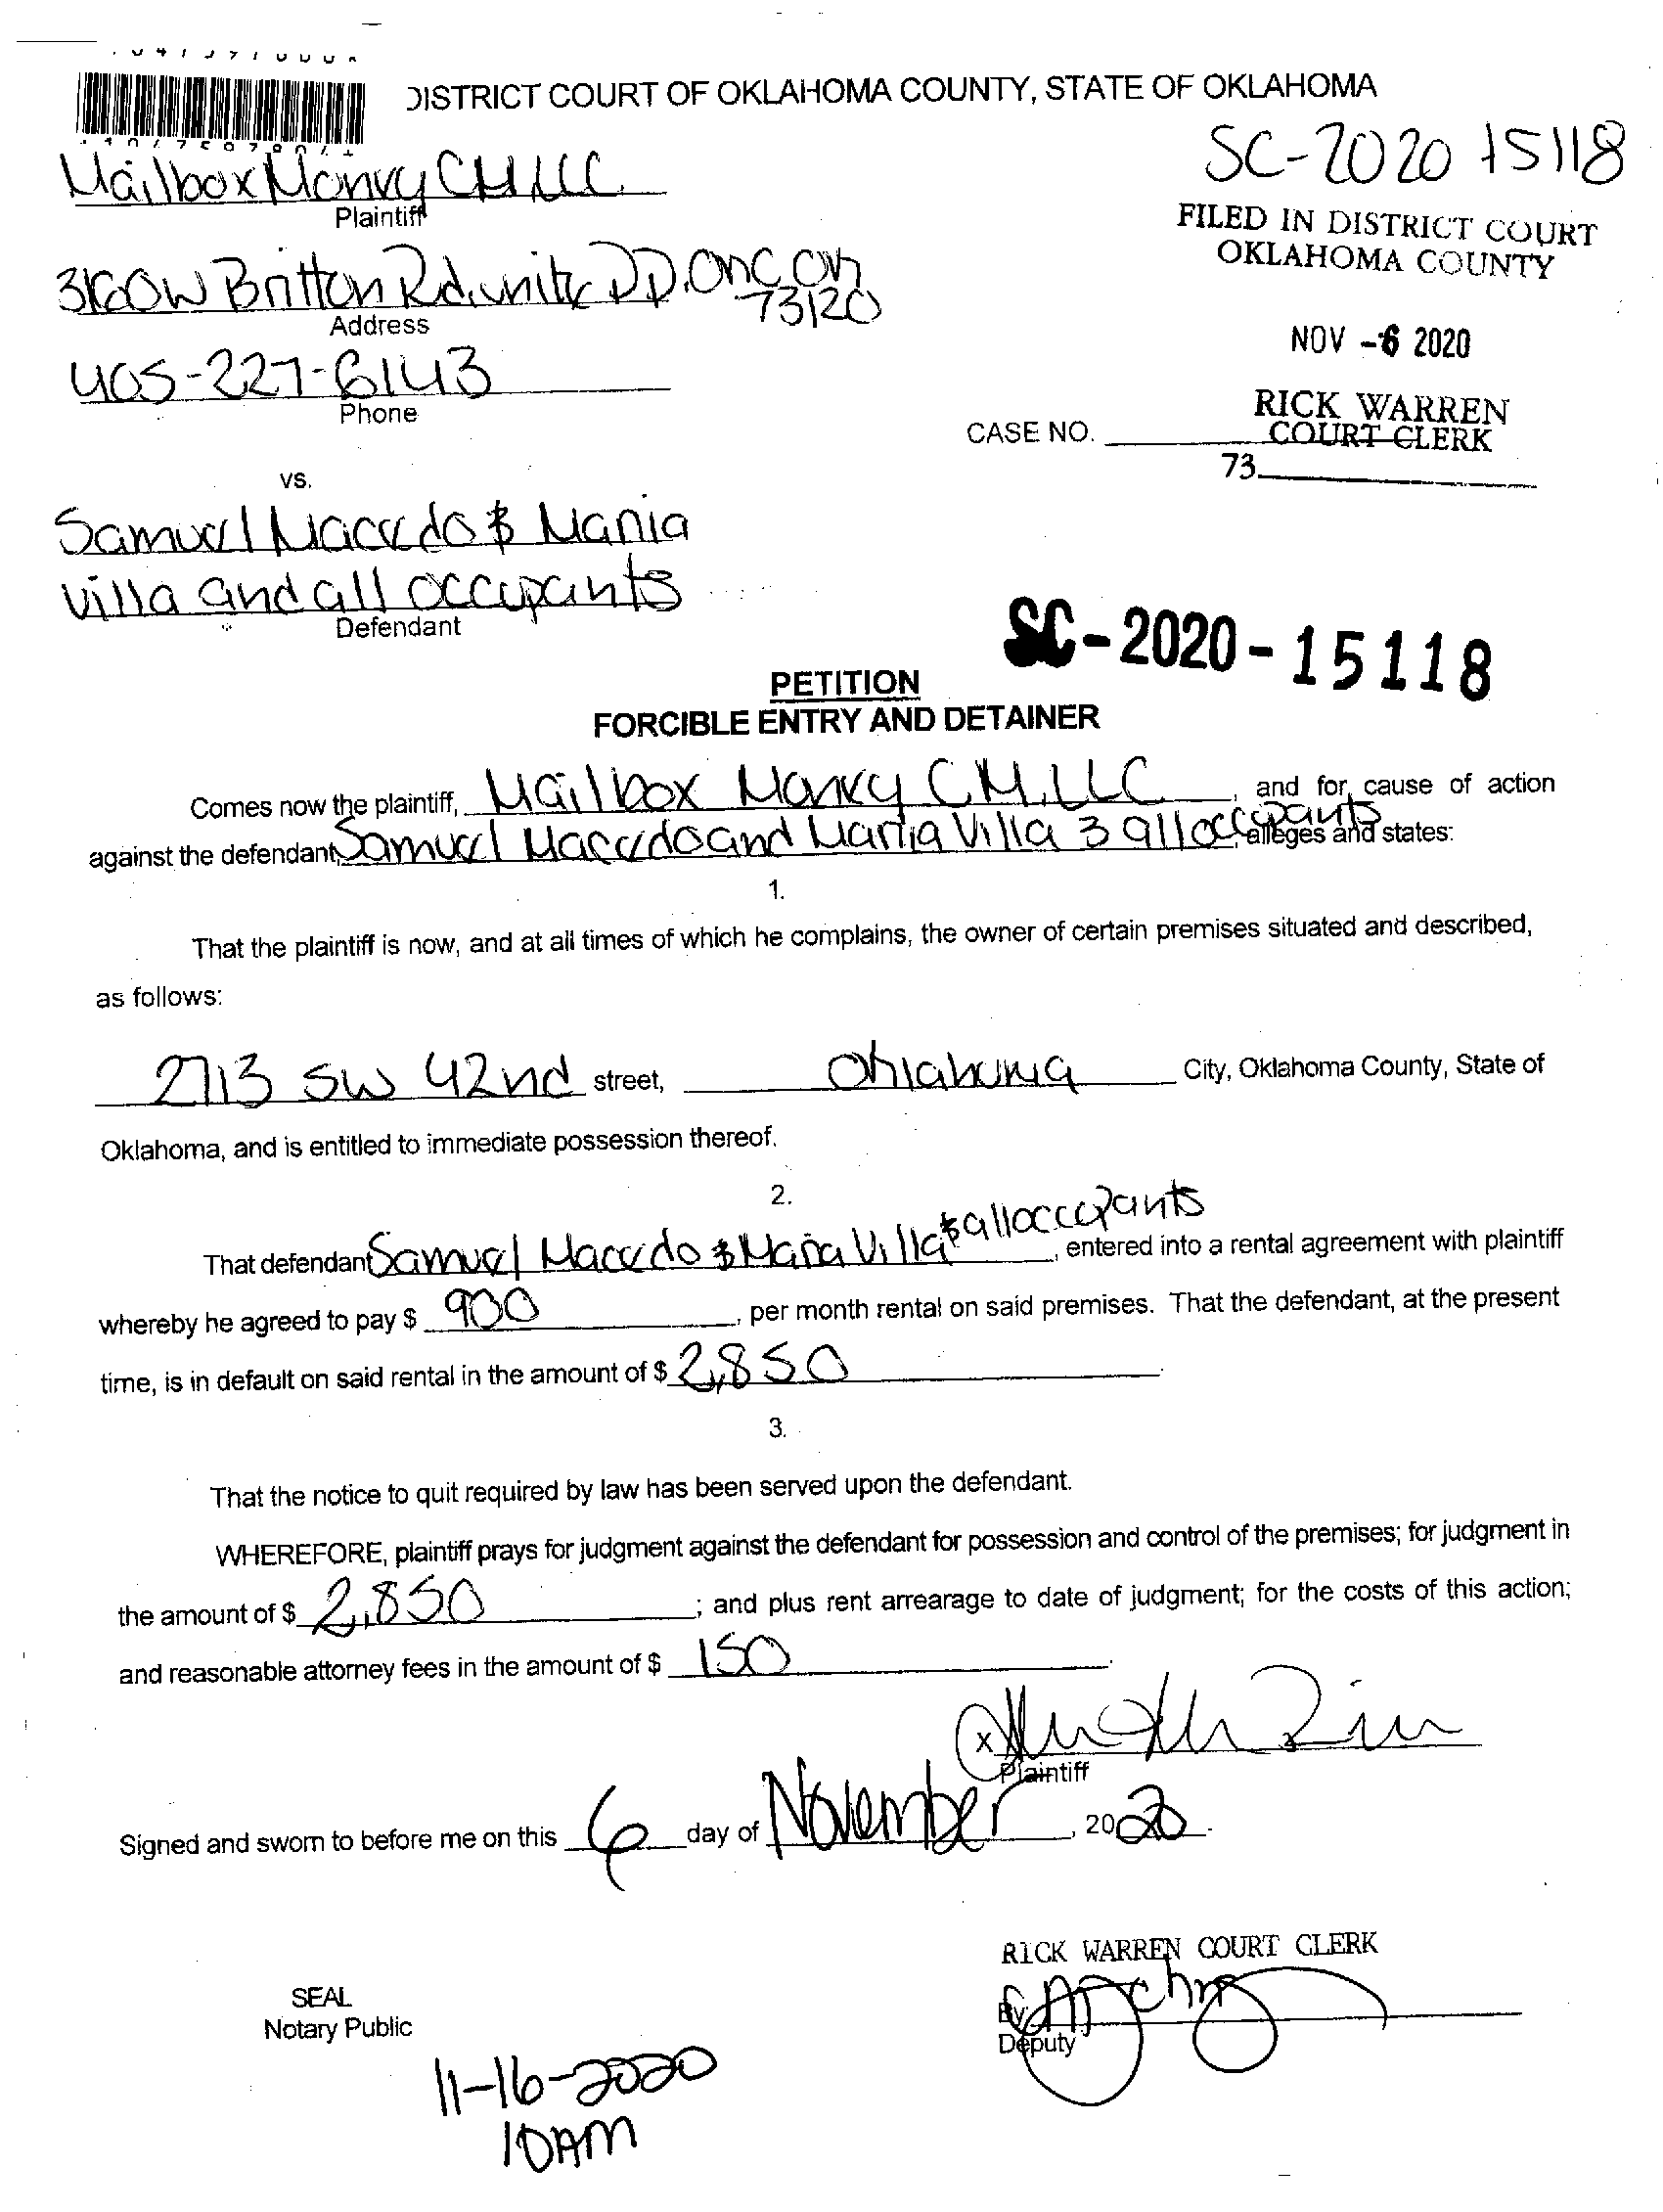 DISTRICT COURT OF OKLAHOMA COUNTY, STATE OF OKLAHOMA
SC-2020 15118
Mailbox Money CM LLC
Plaintiff
FILED IN DISTRICT COURT
OKLAHOMA COUNTY
3160 W Britton Rd. unit DD. OKC OK
73120
Address
NOV -6 2020
405-227-6143
Phone
RICK WARREN
COURT CLERK
CASE NO.
73
vs.
Samuel Macedo & Maria
Villa and all occupants
Defendant
SC-2020-15118
PETITION
FORCIBLE ENTRY AND DETAINER
Comes now the plaintiff, Mailbox Money CM, LLC, and for cause of action
against the defendant, Samuel Macedo and Maria Villa & all occupants alleges and states:
1.
That the plaintiff is now, and at all times of which he complains, the owner of certain premises situated and described,
as follows:
2713 SW 42nd street, Oklahoma City, Oklahoma County, State of
Oklahoma, and is entitled to immediate possession thereof.
2.
That defendant Samuel Macedo & Maria Villa & all occupants, entered into a rental agreement with plaintiff
whereby he agreed to pay $ 900, per month rental on said premises. That the defendant, at the present
time, is in default on said rental in the amount of $ 2,850.
3.
That the notice to quit required by law has been served upon the defendant.
WHEREFORE, plaintiff prays for judgment against the defendant for possession and control of the premises; for judgment in
the amount of $ 2,850; and plus rent arrearage to date of judgment; for the costs of this action;
and reasonable attorney fees in the amount of $ 150.
x
Plaintiff
Signed and sworn to before me on this 6 day of November, 2020.
RICK WARREN COURT CLERK
SEAL
Notary Public
By:
Deputy
11-16-2020
10AM